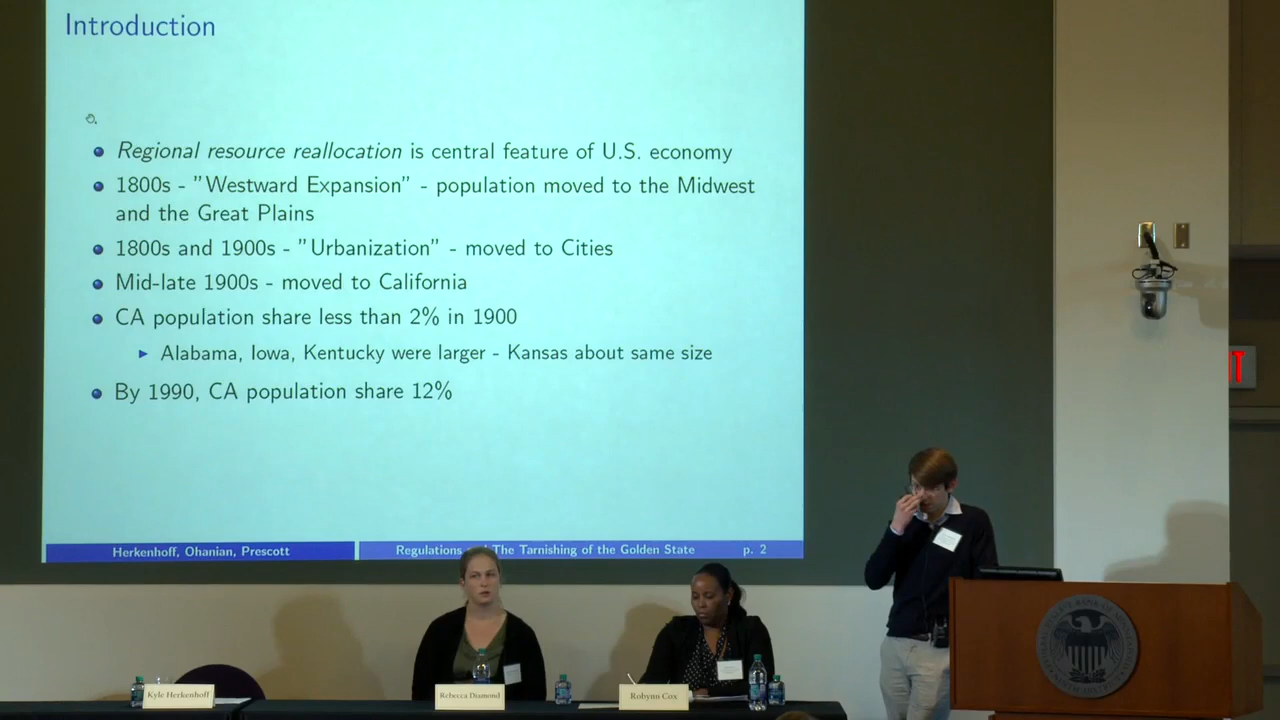 Introduction
Regional resource reallocation is central feature of U.S. economy
1800s - "Westward Expansion" - population moved to the Midwest
and the Great Plains
1800s and 1900s - "Urbanization" - moved to Cities
Mid-late 1900s - moved to California
CA population share less than 2% in 1900
Alabama, Iowa, Kentucky were larger - Kansas about same size
By 1990, CA population share 12%
Herkenhoff, Ohanian, Prescott
Regulations and The Tarnishing of the Golden State
p. 2
IT
Kyle Herkenhoff
Rebecca Diamond
Robynn Cox